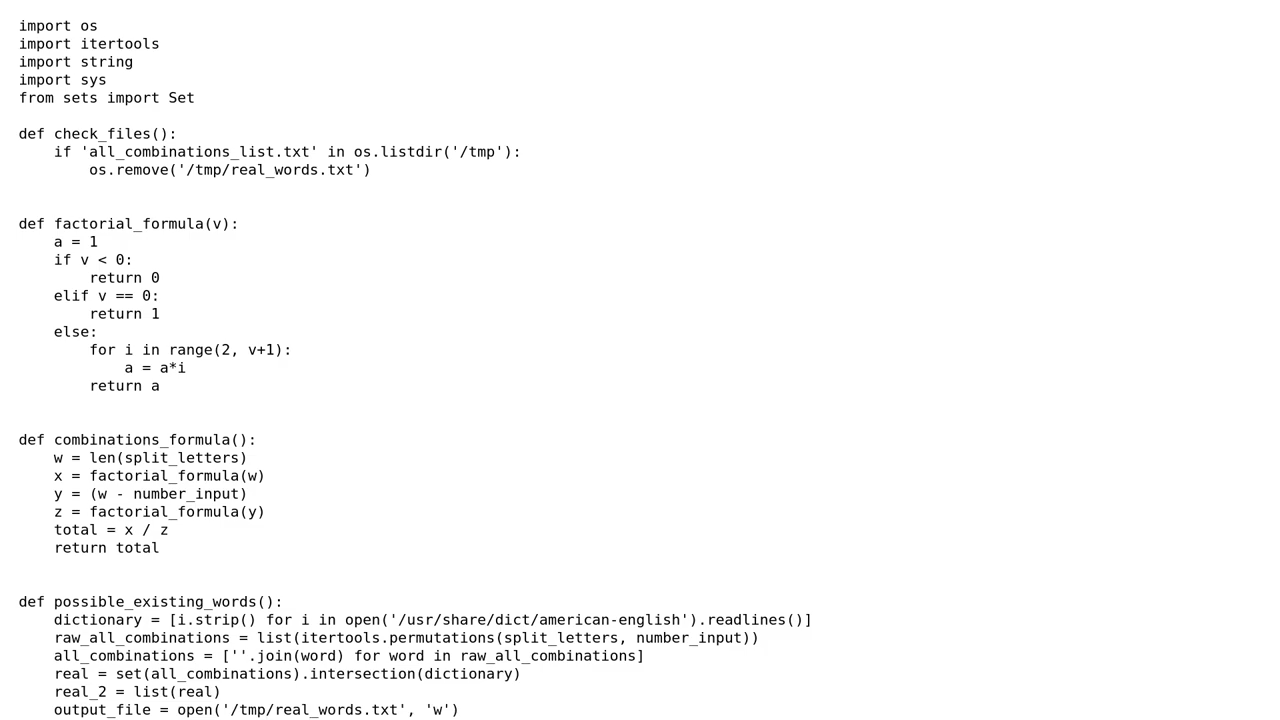 import os
import itertools
import string
import sys
from sets import Set

def check_files():
    if 'all_combinations_list.txt' in os.listdir('/tmp'):
        os.remove('/tmp/real_words.txt')


def factorial_formula(v):
    a = 1
    if v < 0:
        return 0
    elif v == 0:
        return 1
    else:
        for i in range(2, v+1):
            a = a*i
        return a


def combinations_formula():
    w = len(split_letters)
    x = factorial_formula(w)
    y = (w - number_input)
    z = factorial_formula(y)
    total = x / z
    return total


def possible_existing_words():
    dictionary = [i.strip() for i in open('/usr/share/dict/american-english').readlines()]
    raw_all_combinations = list(itertools.permutations(split_letters, number_input))
    all_combinations = [''.join(word) for word in raw_all_combinations]
    real = set(all_combinations).intersection(dictionary)
    real_2 = list(real)
    output_file = open('/tmp/real_words.txt', 'w')